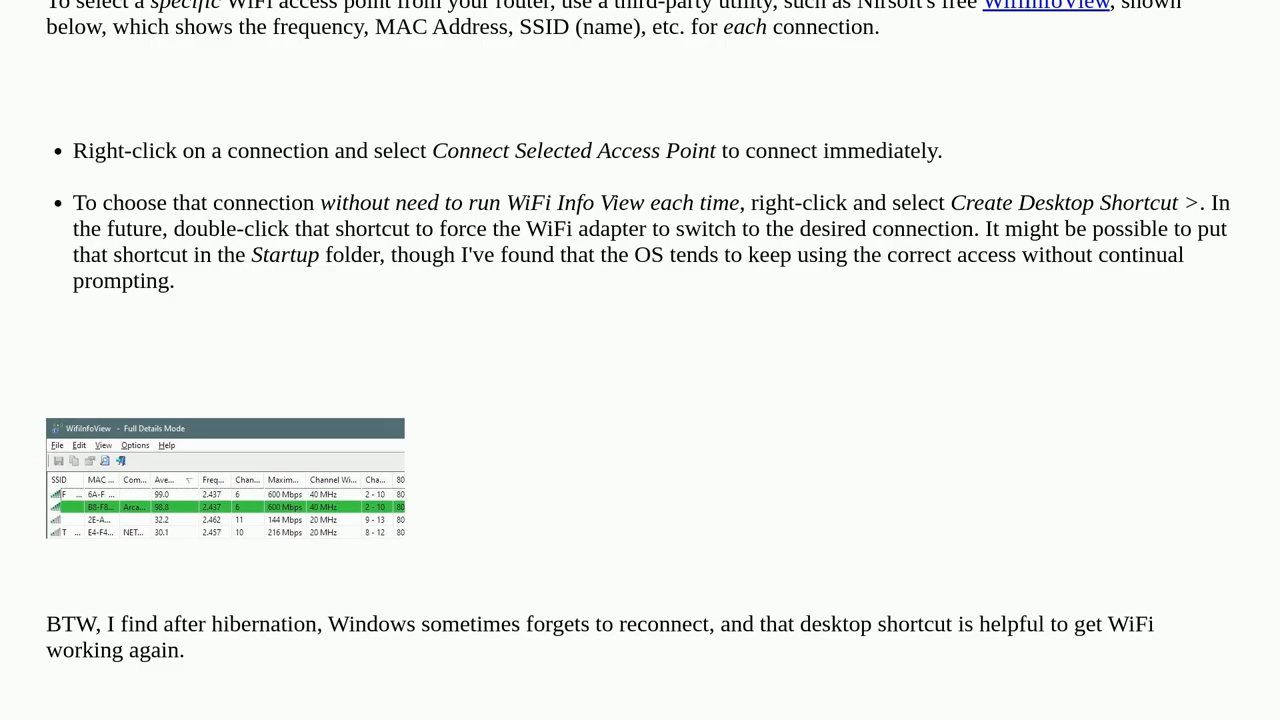 To select a specific WiFi access point from your router, use a third-party utility, such as Nirsoft's free WifiInfoView, shown
below, which shows the frequency, MAC Address, SSID (name), etc. for each connection.
• Right-click on a connection and select Connect Selected Access Point to connect immediately.
• To choose that connection without need to run WiFi Info View each time, right-click and select Create Desktop Shortcut >. In
the future, double-click that shortcut to force the WiFi adapter to switch to the desired connection. It might be possible to put
that shortcut in the Startup folder, though I've found that the OS tends to keep using the correct access without continual
prompting.
WifiInfoView - Full Details Mode
File Edit View Options Help
SSID MAC ... Com... Ave... Freq... Chan... Maxim... Channel Wi... Cha... 80
F ... 6A-F ... 99.0 2.437 6 600 Mbps 40 MHz 2 - 10 80
B8-F8... Arca... 98.8 2.437 6 600 Mbps 40 MHz 2 - 10 80
2E-A... 32.2 2.462 11 144 Mbps 20 MHz 9 - 13 80
T ... E4-F4... NET... 30.1 2.457 10 216 Mbps 20 MHz 8 - 12 80
BTW, I find after hibernation, Windows sometimes forgets to reconnect, and that desktop shortcut is helpful to get WiFi
working again.